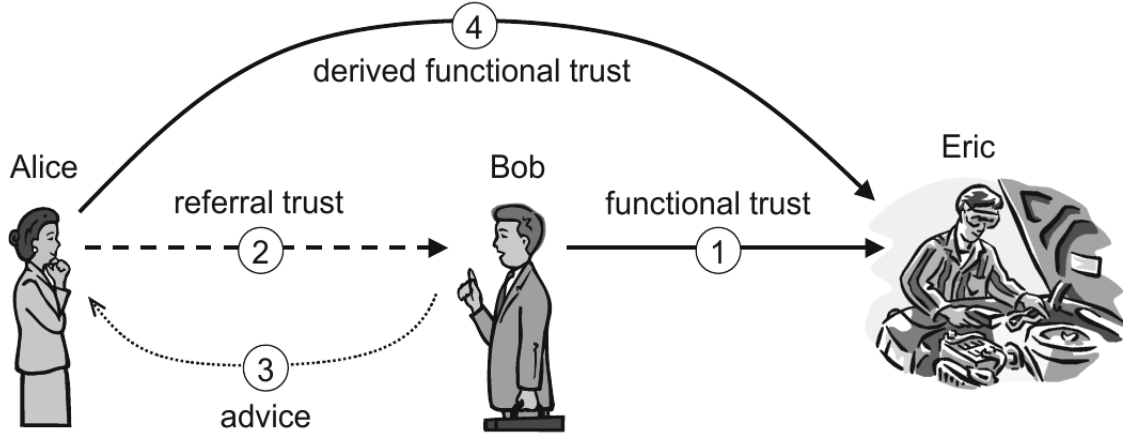 4
derived functional trust
Alice
Bob
Eric
referral trust
functional trust
2
1
3
advice